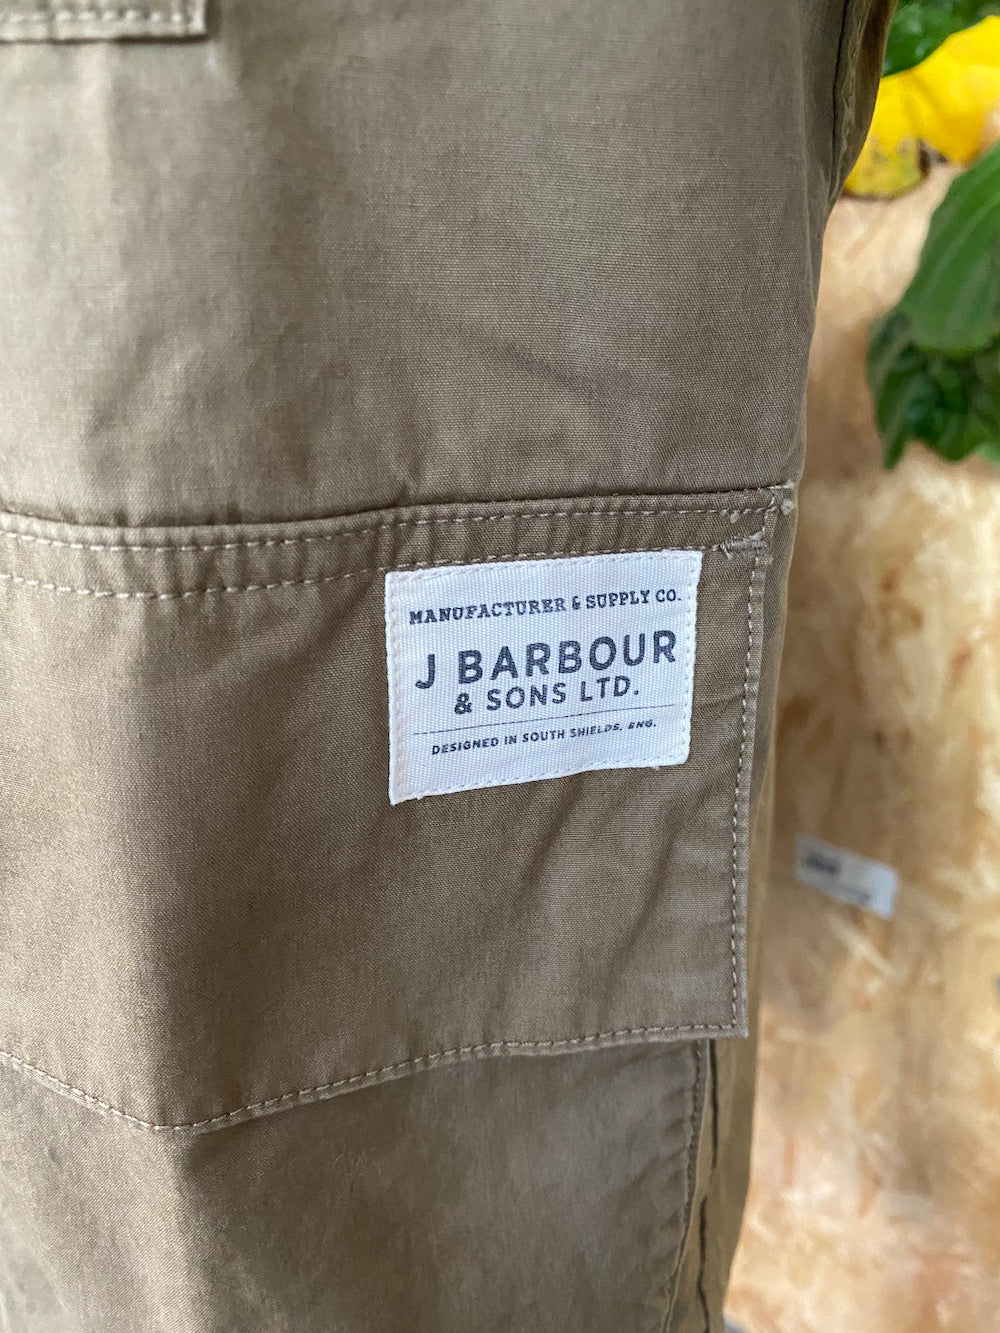 MANUFACTURER & SUPPLY CO.
J BARBOUR
& SONS LTD.
DESIGNED IN SOUTH SHIELDS, ENG.